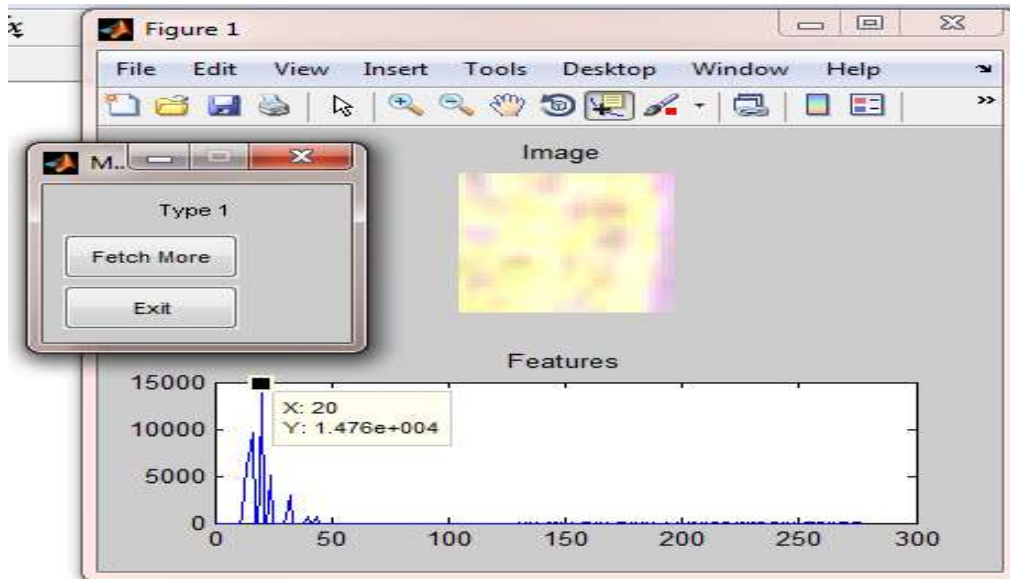 Figure 1
File Edit View Insert Tools Desktop Window Help
M...
Type 1
Fetch More
Exit
Image
Features
15000
10000
5000
0
X: 20
Y: 1.476e+004
0 50 100 150 200 250 300